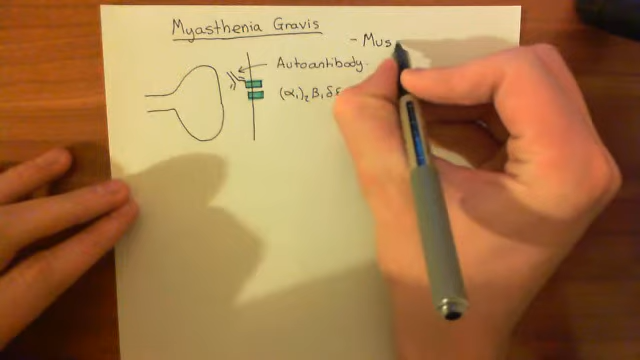 Myasthenia Gravis
- Mus
Autoantibody.
(α₁)₂ β₁ δ ε